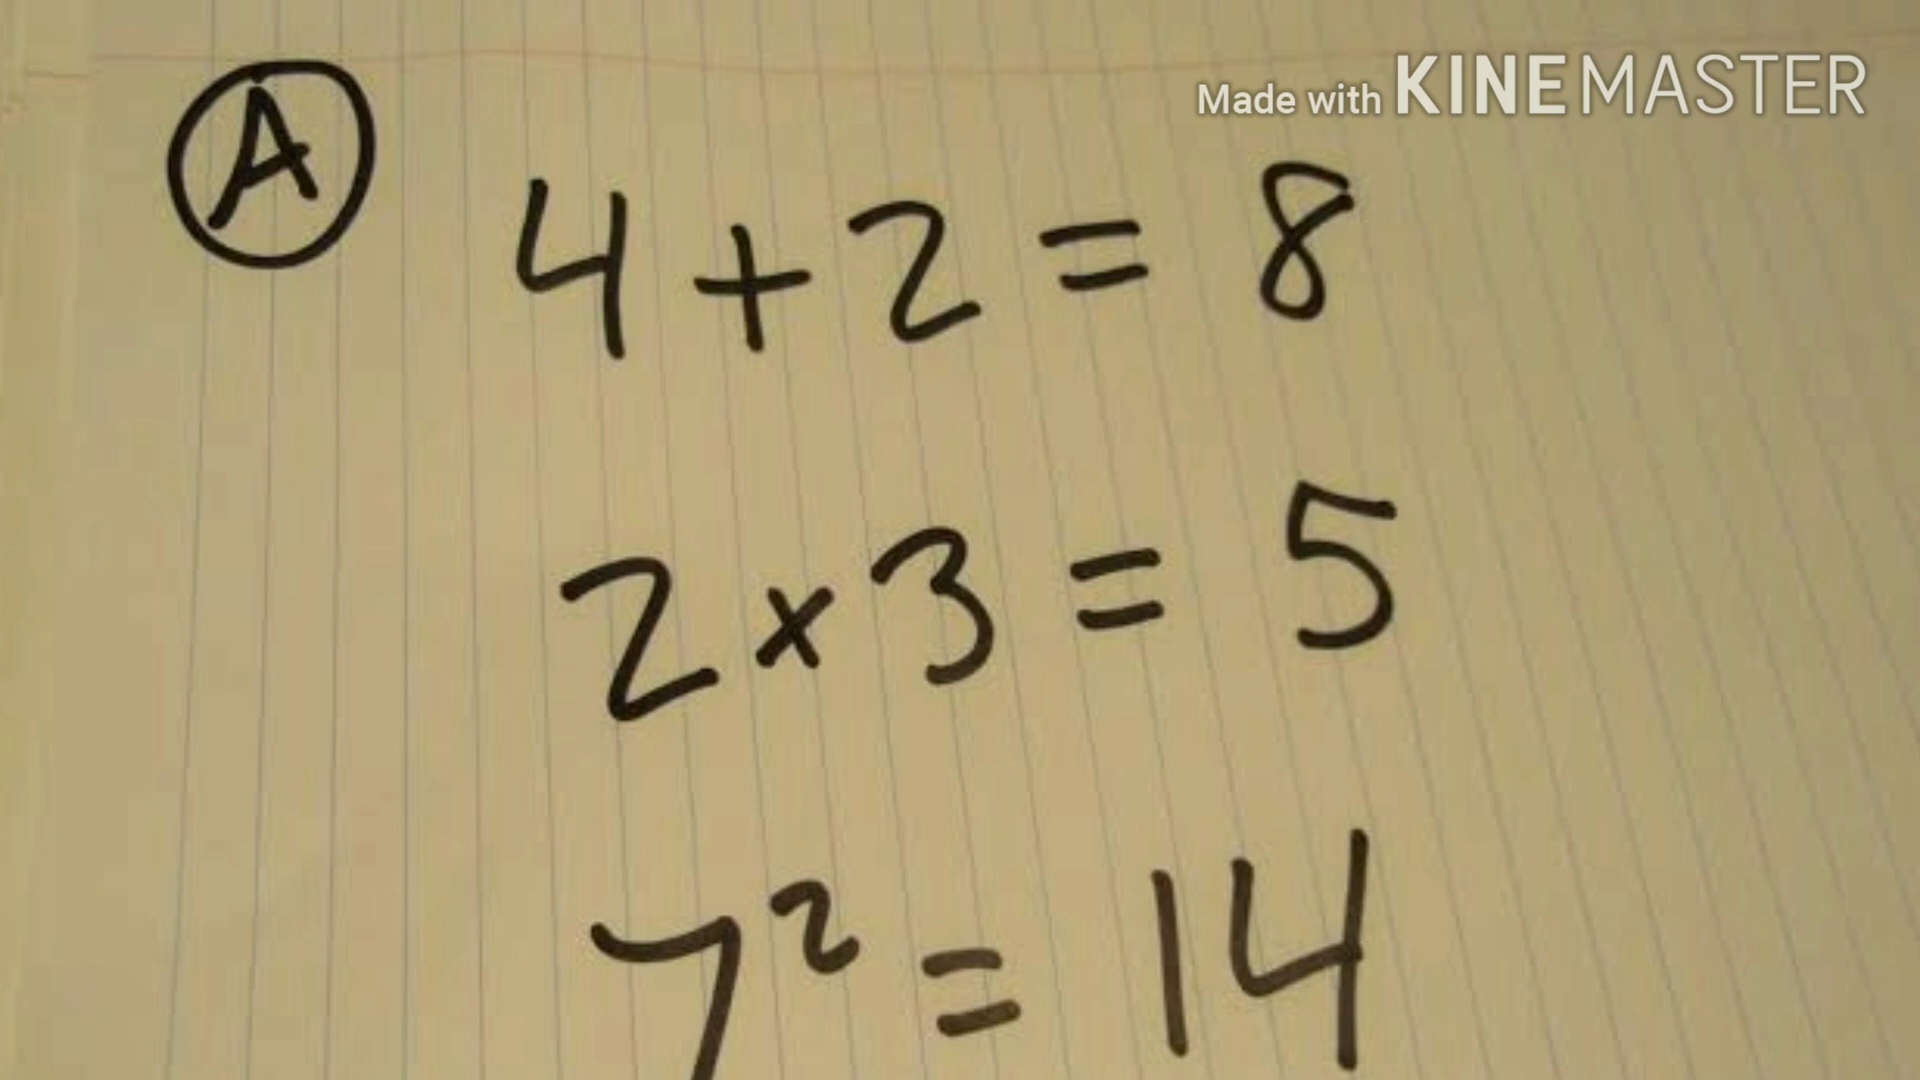 Made with KINEMASTER
A
4 + 2 = 8
2 × 3 = 5
7² = 14